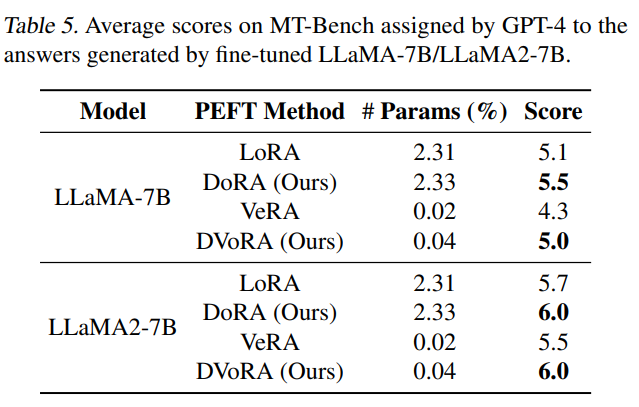 Table 5. Average scores on MT-Bench assigned by GPT-4 to the
answers generated by fine-tuned LLaMA-7B/LLaMA2-7B.
Model PEFT Method # Params (%) Score
LLaMA-7B
LoRA 2.31 5.1
DoRA (Ours) 2.33 5.5
VeRA 0.02 4.3
DVoRA (Ours) 0.04 5.0
LLaMA2-7B
LoRA 2.31 5.7
DoRA (Ours) 2.33 6.0
VeRA 0.02 5.5
DVoRA (Ours) 0.04 6.0